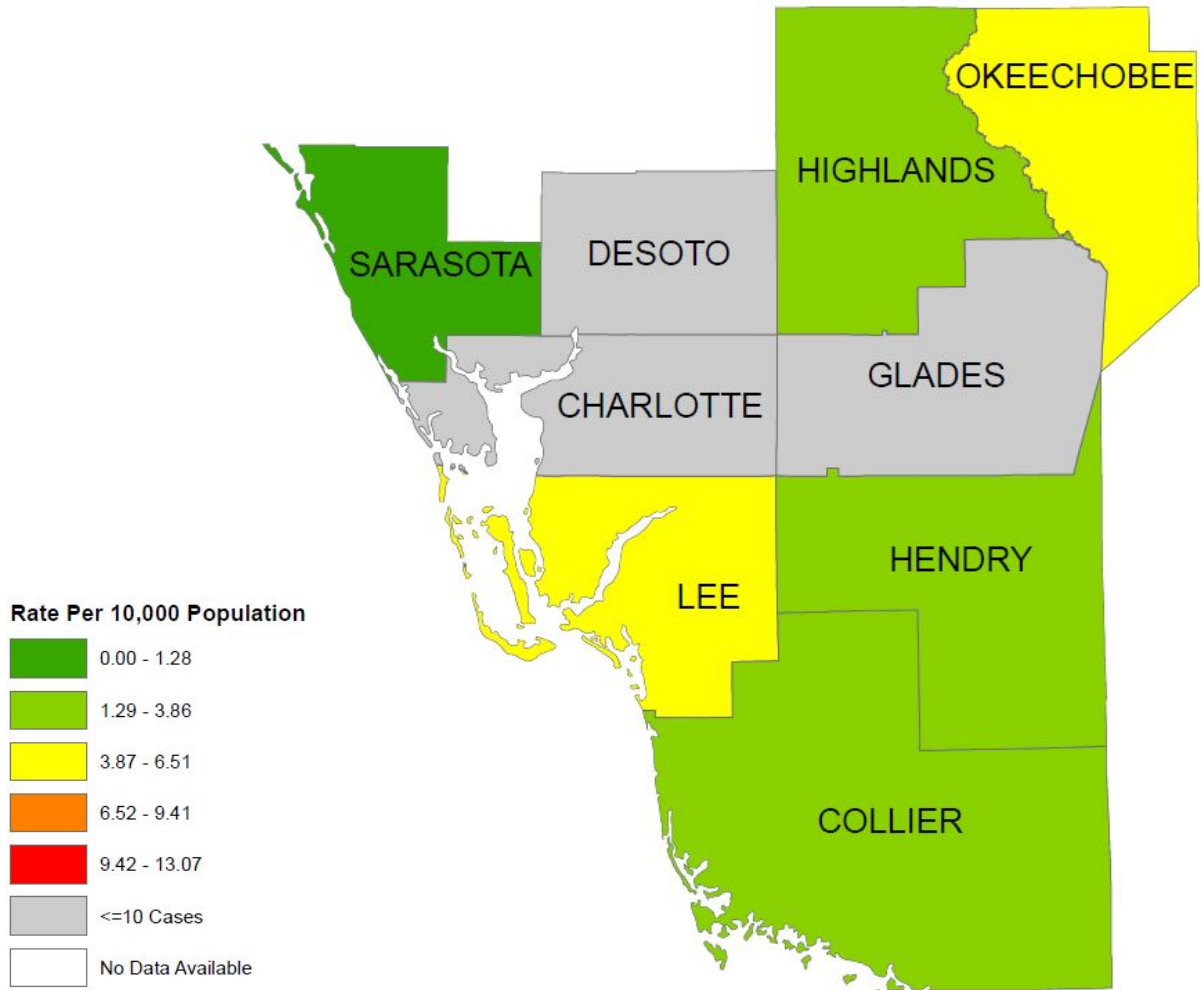 OKEECHOBEE
HIGHLANDS
DESOTO
SARASOTA
GLADES
CHARLOTTE
HENDRY
LEE
COLLIER
Rate Per 10,000 Population
0.00 - 1.28
1.29 - 3.86
3.87 - 6.51
6.52 - 9.41
9.42 - 13.07
<=10 Cases
No Data Available